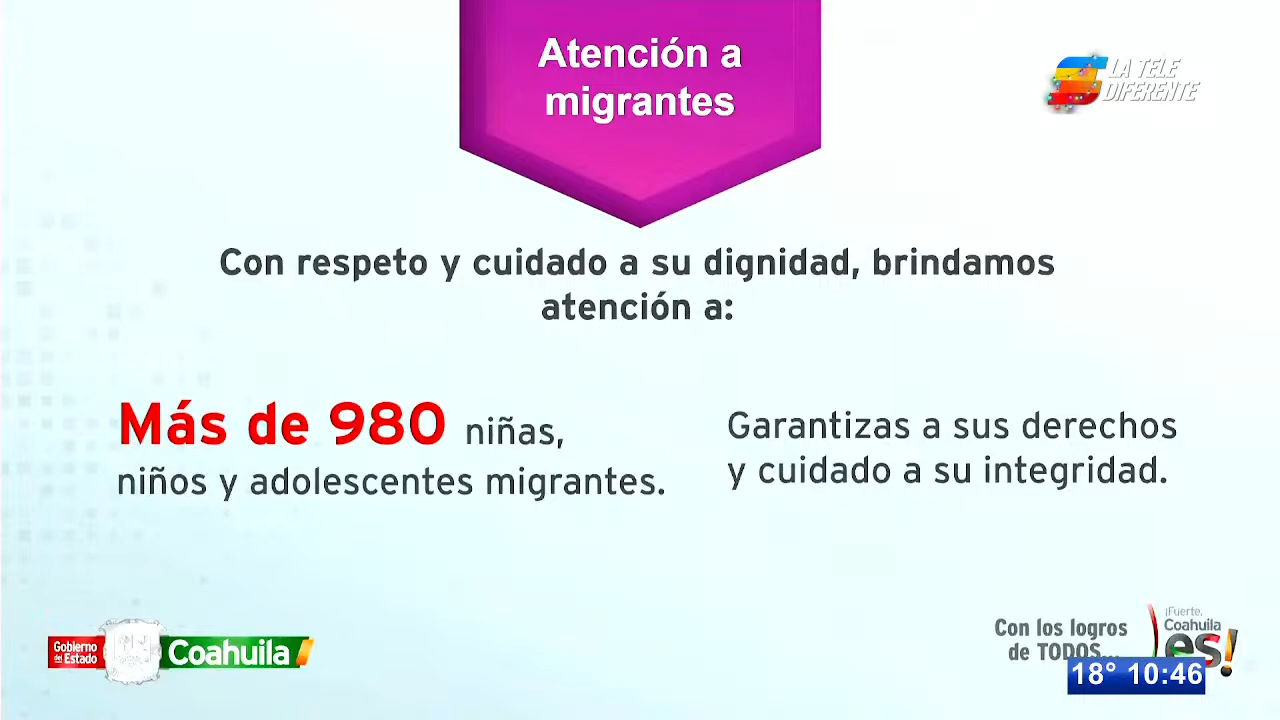 Atención a
migrantes
LA TELE
DIFERENTE
Con respeto y cuidado a su dignidad, brindamos
atención a:
Más de 980 niñas,
niños y adolescentes migrantes.
Garantizas a sus derechos
y cuidado a su integridad.
Gobierno
del Estado
Coahuila
Con los logros
de TODOS...
¡Fuerte,
Coahuila
es!
18° 10:46